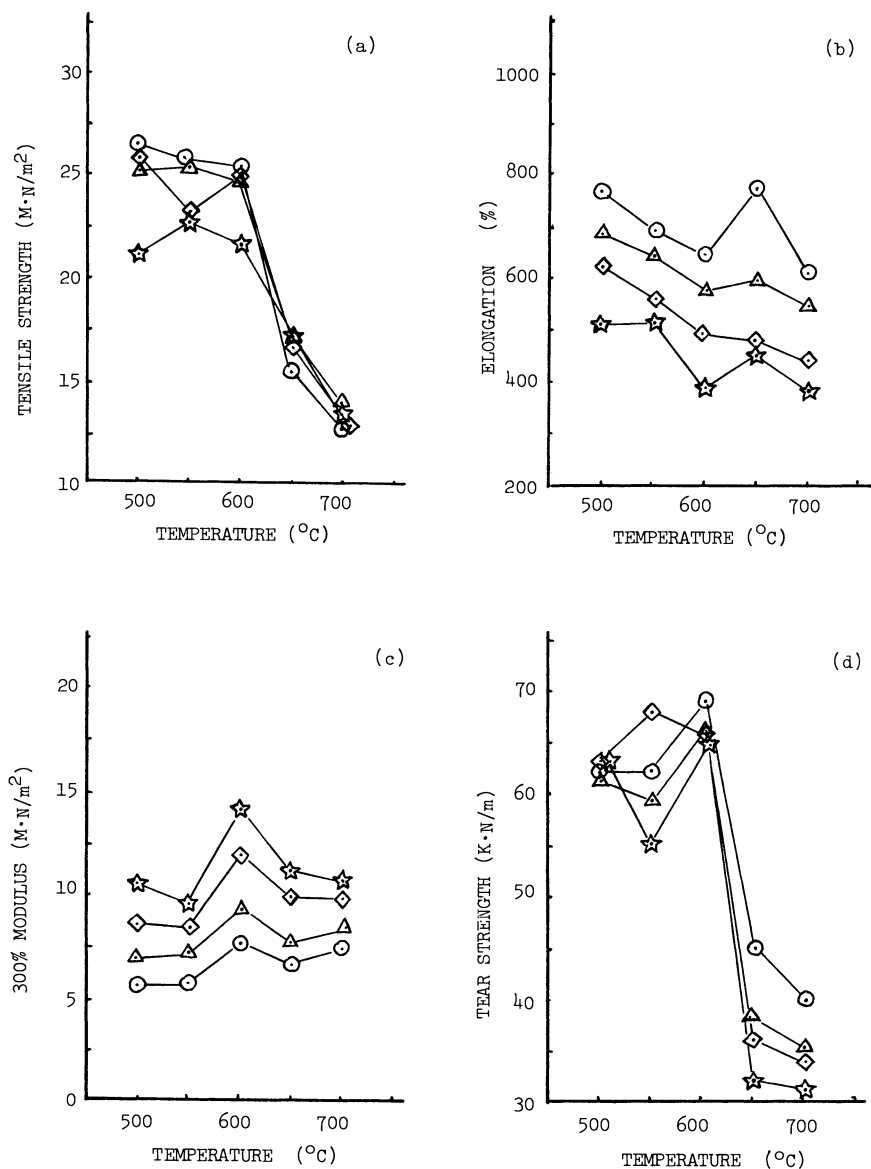 (a)
30
25
20
15
10
TENSILE STRENGTH (M·N/m²)
500 600 700
TEMPERATURE (°C)
(b)
1000
800
600
400
200
ELONGATION (%)
500 600 700
TEMPERATURE (°C)
(c)
20
15
10
5
0
300% MODULUS (M·N/m²)
500 600 700
TEMPERATURE (°C)
(d)
70
60
50
40
30
TEAR STRENGTH (K·N/m)
500 600 700
TEMPERATURE (°C)